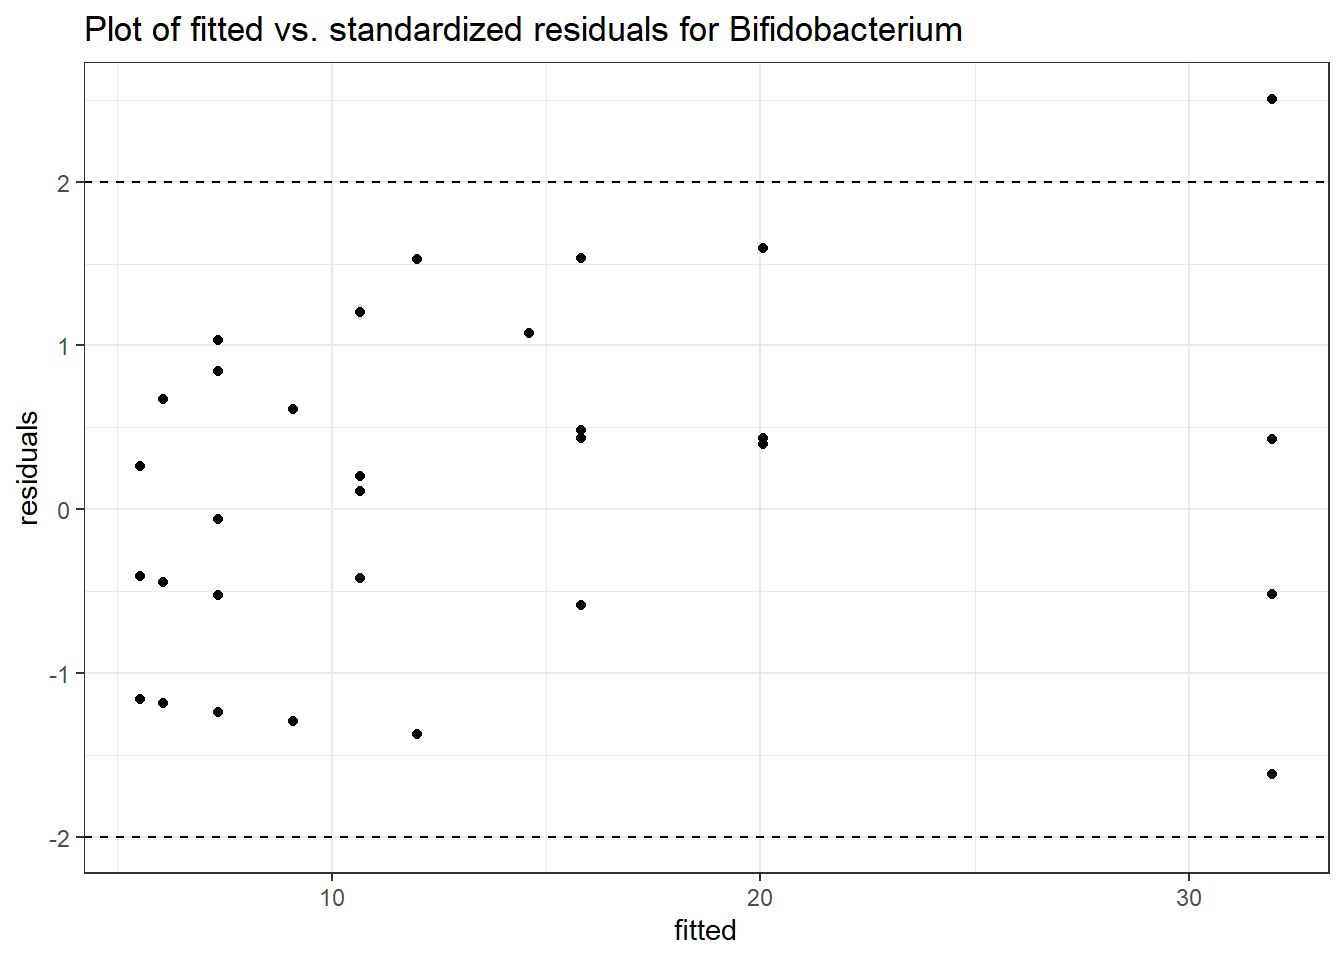 Plot of fitted vs. standardized residuals for Bifidobacterium
2
1
0
-1
-2
residuals
10 20 30
fitted